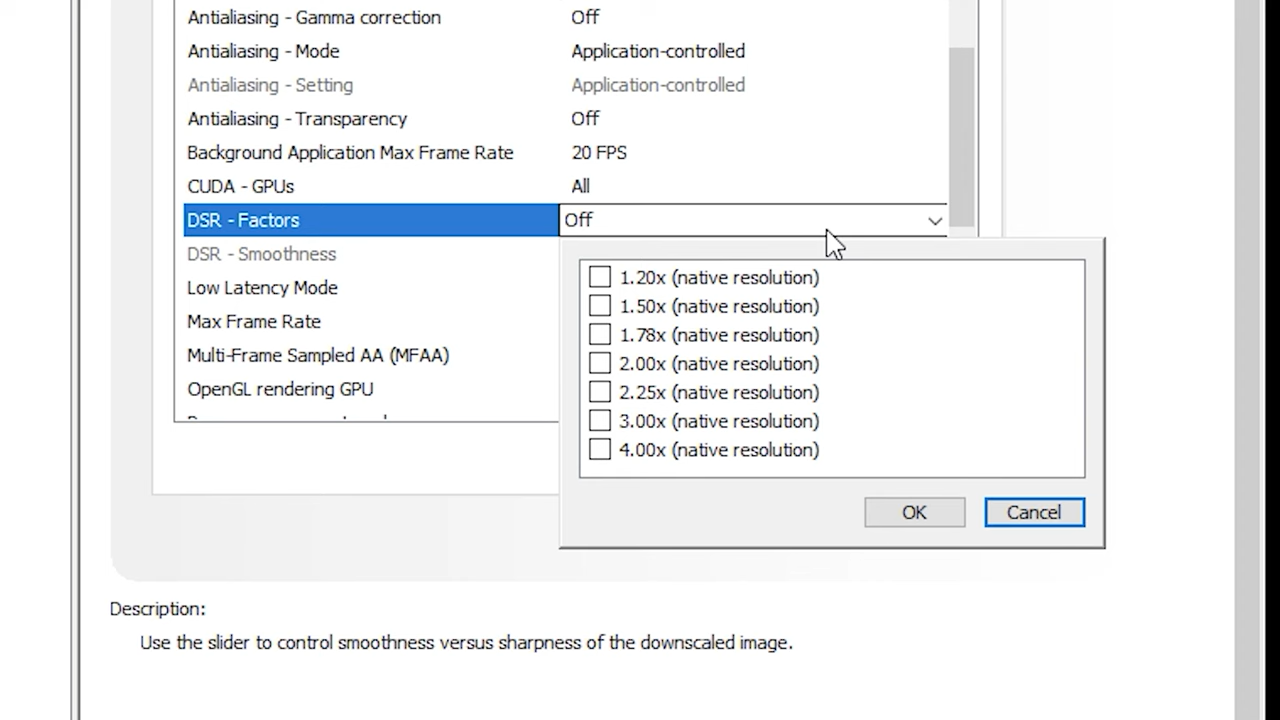 Antialiasing - Gamma correction Off
Antialiasing - Mode Application-controlled
Antialiasing - Setting Application-controlled
Antialiasing - Transparency Off
Background Application Max Frame Rate 20 FPS
CUDA - GPUs All
DSR - Factors Off
DSR - Smoothness
Low Latency Mode
Max Frame Rate
Multi-Frame Sampled AA (MFAA)
OpenGL rendering GPU
1.20x (native resolution)
1.50x (native resolution)
1.78x (native resolution)
2.00x (native resolution)
2.25x (native resolution)
3.00x (native resolution)
4.00x (native resolution)
OK Cancel
Description:
Use the slider to control smoothness versus sharpness of the downscaled image.